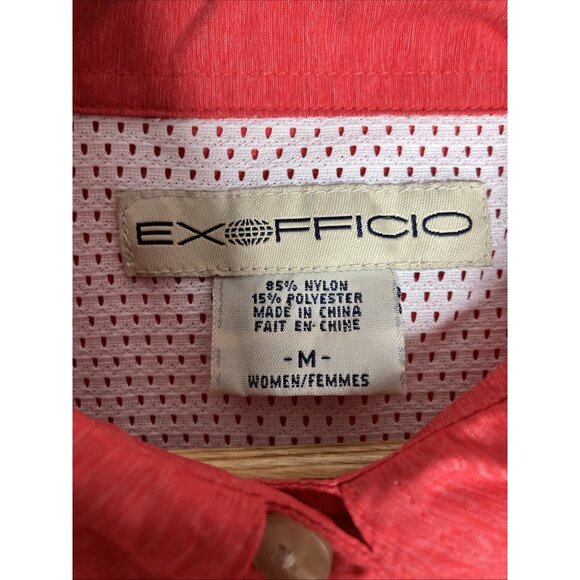 EXOFFICIO
85% NYLON
15% POLYESTER
MADE IN CHINA
FAIT EN CHINE
-M-
WOMEN/FEMMES